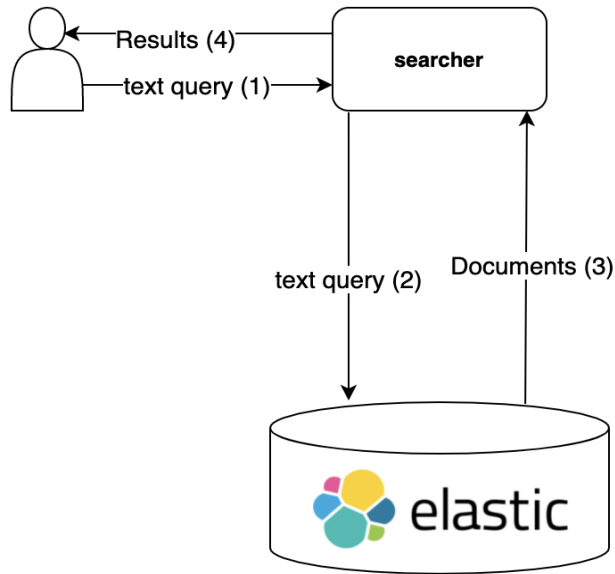 Results (4)
searcher
text query (1)
text query (2)
Documents (3)
elastic